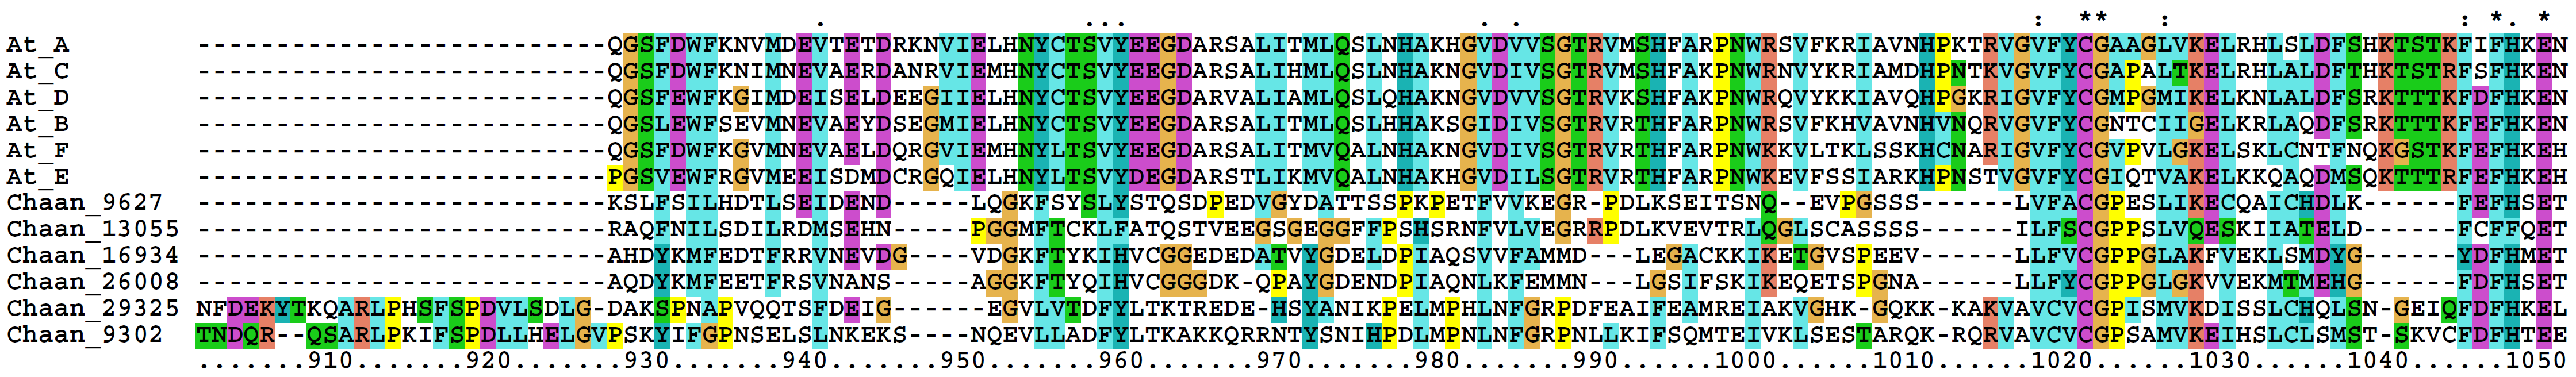 . ... . . : ** : : *. *
At_A --------------------------QGSFDWFKNVMDEVTETDRKNVIELHNYCTSVYEEGDARSALITMLQSLNHAKHGVDVVSGTRVMSHFARPNWRSVFKRIAVNHPKTRVGVFYCGAAGLVKELRHLSLDFSHKTSTKFIFHKEN
At_C --------------------------QGSFDWFKNIMNEVAERDANRVIEMHNYCTSVYEEGDARSALIHMLQSLNHAKNGVDIVSGTRVMSHFAKPNWRNVYKRIAMDHPNTKVGVFYCGAPALTKELRHLALDFTHKTSTRFSFHKEN
At_D --------------------------QGSFEWFKGIMDEISELDEEGIIELHNYCTSVYEEGDARVALIAMLQSLQHAKNGVDVVSGTRVKSHFAKPNWRQVYKKIAVQHPGKRIGVFYCGMPGMIKELKNLALDFSRKTTTKFDFHKEN
At_B --------------------------QGSLEWFSEVMNEVAEYDSEGMIELHNYCTSVYEEGDARSALITMLQSLHHAKSGIDIVSGTRVRTHFARPNWRSVFKHVAVNHVNQRVGVFYCGNTCIIGELKRLAQDFSRKTTTKFEFHKEN
At_F --------------------------QGSFDWFKGVMNEVAELDQRGVIEMHNYLTSVYEEGDARSALITMVQALNHAKNGVDIVSGTRVRTHFARPNWKKVLTKLSSKHCNARIGVFYCGVPVLGKELSKLCNTFNQKGSTKFEFHKEH
At_E --------------------------PGSVEWFRGVMEEISDMDCRGQIELHNYLTSVYDEGDARSTLIKMVQALNHAKHGVDILSGTRVRTHFARPNWKEVFSSIARKHPNSTVGVFYCGIQTVAKELKKQAQDMSQKTTTRFEFHKEH
Chaan_9627 --------------------------KSLFSILHDTLSEIDEND-----LQGKFSYSLYSTQSDPEDVGYDATTSSPKPETFVVKEGR-PDLKSEITSNQ--EVPGSSS------LVFACGPESLIKECQAICHDLK------FEFHSET
Chaan_13055 --------------------------RAQFNILSDILRDMSEHN-----PGGMFTCKLFATQSTVEEGSGEGGFFPSHSRNFVLVEGRRPDLKVEVTRLQGLSCASSSS------ILFSCGPPSLVQESKIIATELD------FCFFQET
Chaan_16934 --------------------------AHDYKMFEDTFRRVNEVDG----VDGKFTYKIHVCGGEDEDATVYGDELDPIAQSVVFAMMD---LEGACKKIKETGVSPEEV------LLFVCGPPGLAKFVEKLSMDYG------YDFHMET
Chaan_26008 --------------------------AQDYKMFEETFRSVNANS-----AGGKFTYQIHVCGGGDK-QPAYGDENDPIAQNLKFEMMN---LGSIFSKIKEQETSPGNA------LLFYCGPPGLGKVVEKMTMEHG------FDFHSET
Chaan_29325 NFDEKYTKQARLPHSFSPDVLSDLG-DAKSPNAPVQQTSFDEIG------EGVLVTDFYLTKTREDE-HSYANIKPELMPHLNFGRPDFEAIFEAMREIAKVGHK-GQKK-KAKVAVCVCGPISMVKDISSLCHQLSN-GEIQFDFHKEL
Chaan_9302 TNDQR--QSARLPKIFSPDLLHELGVPSKYIFGPNSELSLNKEKS----NQEVLLADFYLTKAKKQRRNTYSNIHPDLMPNLNFGRPNLLKIFSQMTEIVKLSESTARQK-RQRVAVCVCGPSAMVKEIHSLCLSMST-SKVCFDFHTEE
.......910.......920.......930.......940.......950.......960.......970.......980.......990......1000......1010......1020......1030......1040......1050